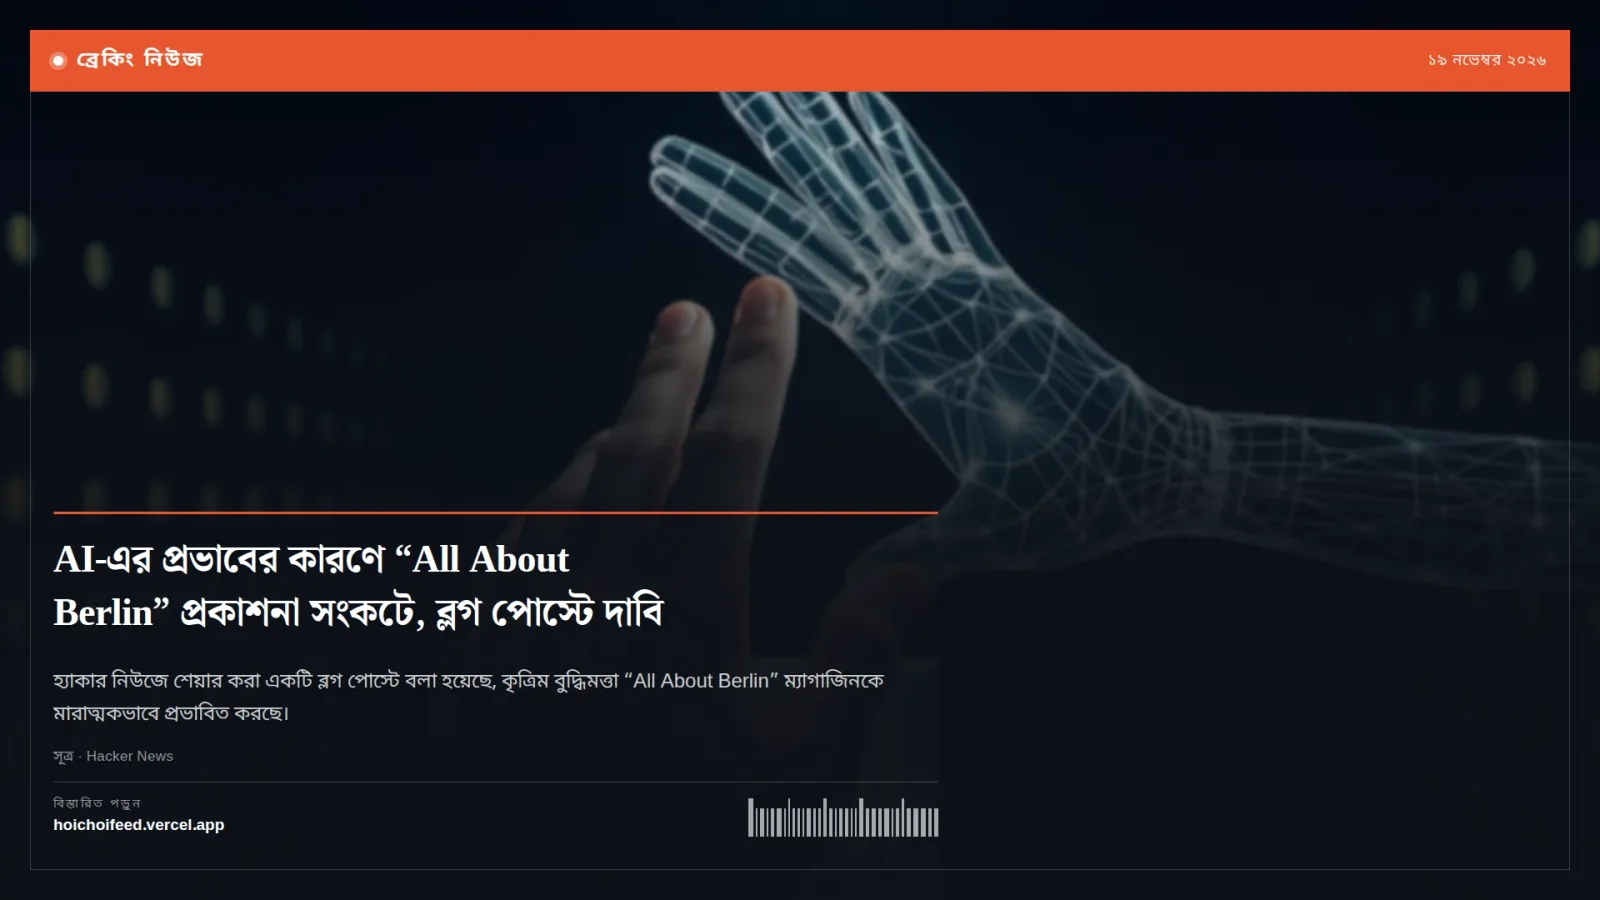 ব্রেকিং নিউজ
১৯ নভেম্বর ২০২৬
AI-এর প্রভাবের কারণে “All About
Berlin” প্রকাশনা সংকটে, ব্লগ পোস্টে দাবি
হ্যাকার নিউজে শেয়ার করা একটি ব্লগ পোস্টে বলা হয়েছে, কৃত্রিম বুদ্ধিমত্তা “All About Berlin” ম্যাগাজিনকে
মারাত্মকভাবে প্রভাবিত করছে।
সূত্র · Hacker News
বিস্তারিত পড়ুন
hoichoifeed.vercel.app